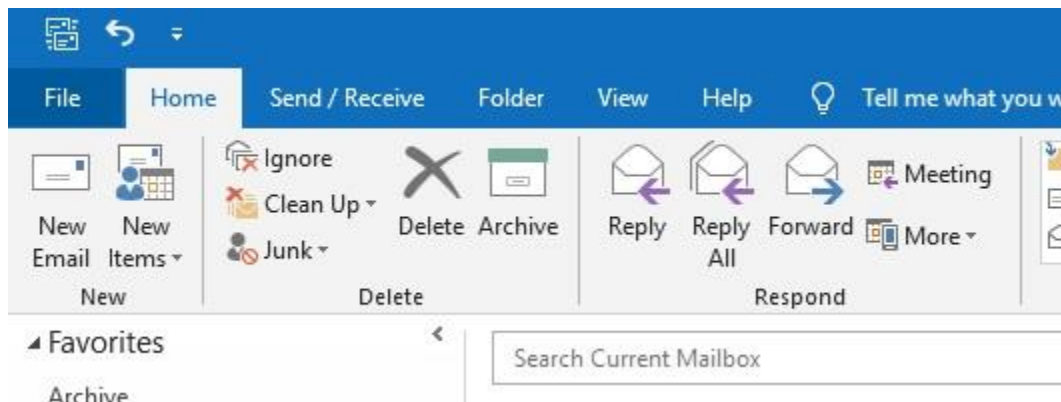 File Home Send / Receive Folder View Help Tell me what you w
Ignore
Clean Up
Junk
New Email
New Items
Delete
Archive
Delete
Reply
Reply All
Forward
Meeting
More
New
Respond
Favorites
Archive
Search Current Mailbox